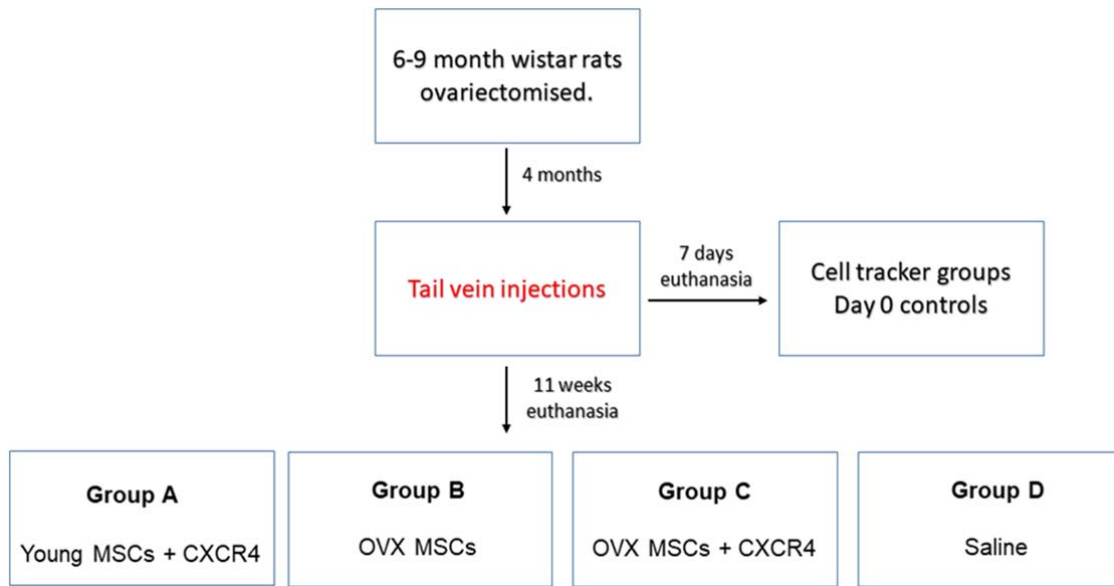 6-9 month wistar rats
ovariectomised.
4 months
Tail vein injections
7 days
euthanasia
Cell tracker groups
Day 0 controls
11 weeks
euthanasia
Group A
Young MSCs + CXCR4
Group B
OVX MSCs
Group C
OVX MSCs + CXCR4
Group D
Saline